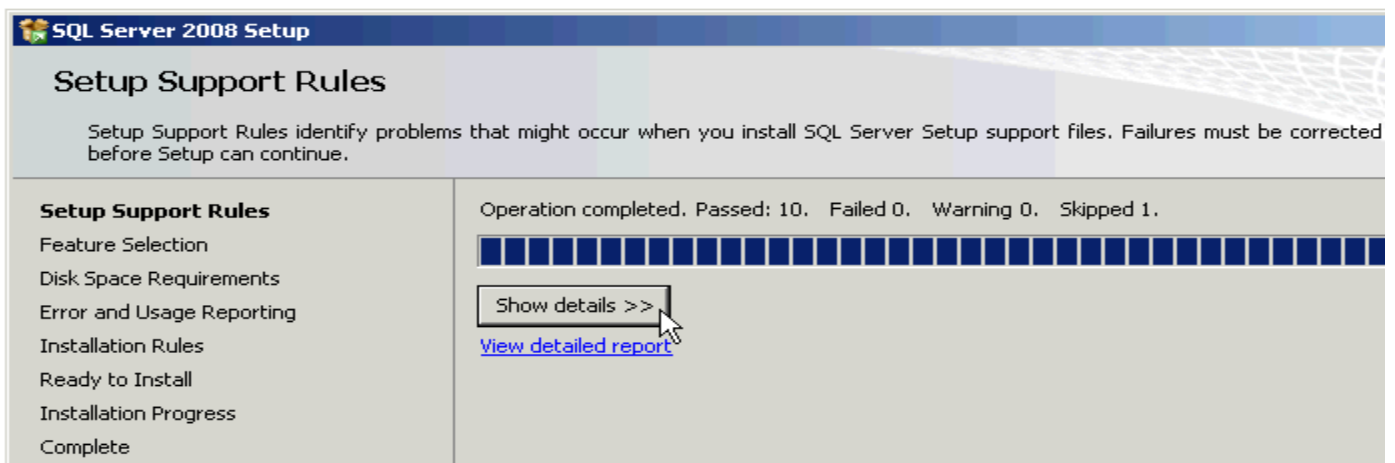 SQL Server 2008 Setup
Setup Support Rules
Setup Support Rules identify problems that might occur when you install SQL Server Setup support files. Failures must be corrected
before Setup can continue.
Setup Support Rules
Feature Selection
Disk Space Requirements
Error and Usage Reporting
Installation Rules
Ready to Install
Installation Progress
Complete
Operation completed. Passed: 10.   Failed 0.   Warning 0.   Skipped 1.
Show details >>
View detailed report